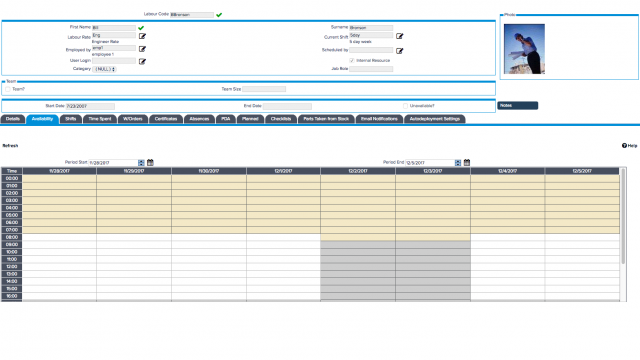 Labour Code BBronson
Photo
First Name Bri Surname Bronson
Labour Rate Eng Current Shift 5day
Engineer Rate 5 day week
Employed by emp1 Scheduled by
employee 1
User Login Internal Resource
Category (NULL) Job Role
Team
Team? Team Size
Start Date 7/23/2007 End Date Unavailable? Notes
Details Availability Shifts Time Spent W/Orders Certificates Absences PDA Planned Checklists Parts Taken from Stock Email Notifications Autodeployment Settings
Refresh Help
Period Start 11/28/2017 Period End 12/5/2017
Time 11/28/2017 11/29/2017 11/30/2017 12/1/2017 12/2/2017 12/3/2017 12/4/2017 12/5/2017
00:00
01:00
02:00
03:00
04:00
05:00
06:00
07:00
08:00
09:00
10:00
11:00
12:00
13:00
14:00
15:00
16:00